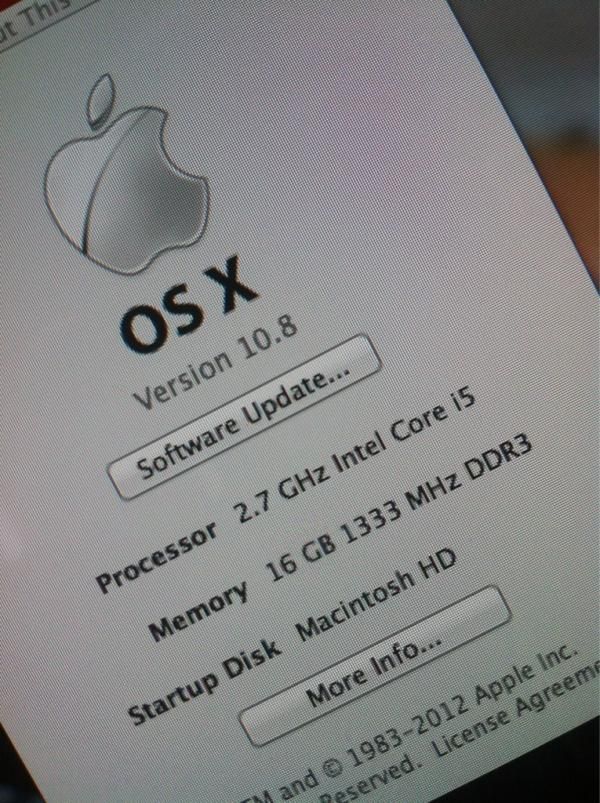 ut This
OS X
Version 10.8
Software Update...
Processor 2.7 GHz Intel Core i5
Memory 16 GB 1333 MHz DDR3
Startup Disk Macintosh HD
More Info...
TM and © 1983–2012 Apple Inc.
Reserved. License Agreeme